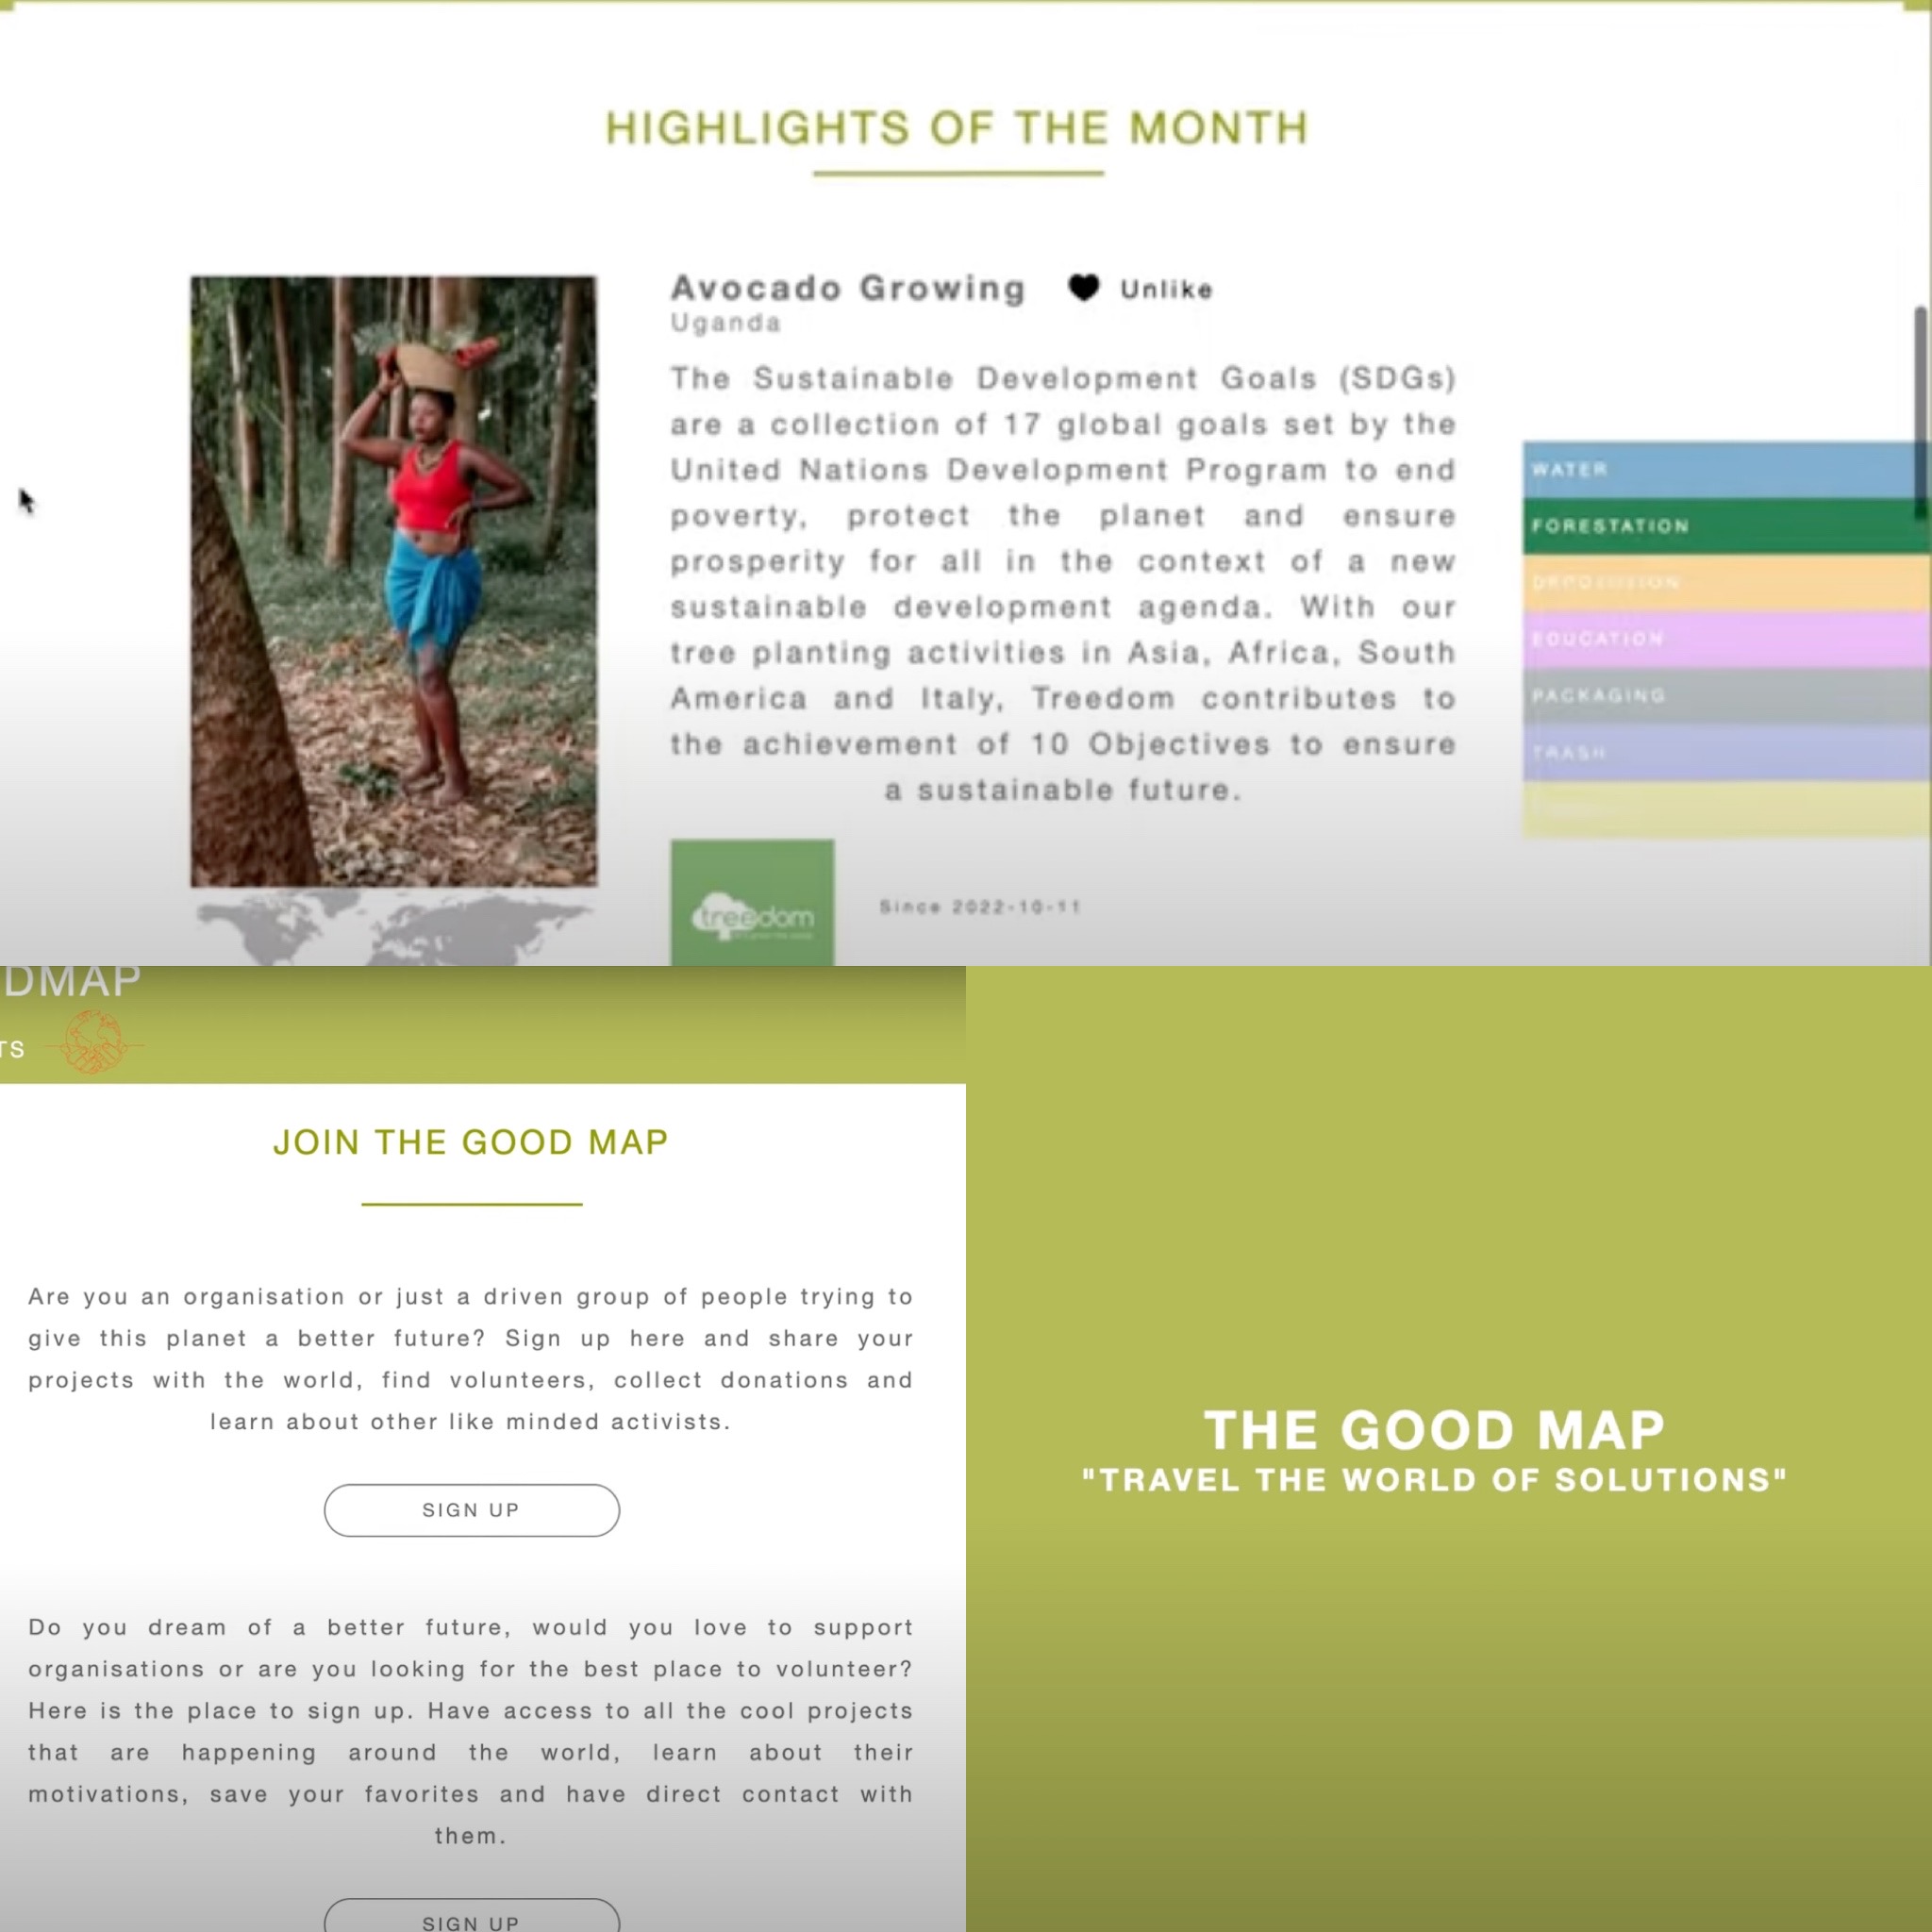 HIGHLIGHTS OF THE MONTH
Avocado Growing
Unlike
Uganda
The Sustainable Development Goals (SDGs)
are a collection of 17 global goals set by the
United Nations Development Program to end
poverty, protect the planet and ensure
prosperity for all in the context of a new
sustainable development agenda. With our
tree planting activities in Asia, Africa, South
America and Italy, Treedom contributes to
the achievement of 10 Objectives to ensure
a sustainable future.
WATER
FORESTATION
EDUCATION
PACKAGING
TRASH
treedom
Since 2022-10-11
DMAP
TS
JOIN THE GOOD MAP
Are you an organisation or just a driven group of people trying to
give this planet a better future? Sign up here and share your
projects with the world, find volunteers, collect donations and
learn about other like minded activists.
SIGN UP
Do you dream of a better future, would you love to support
organisations or are you looking for the best place to volunteer?
Here is the place to sign up. Have access to all the cool projects
that are happening around the world, learn about their
motivations, save your favorites and have direct contact with
them.
SIGN UP
THE GOOD MAP
"TRAVEL THE WORLD OF SOLUTIONS"